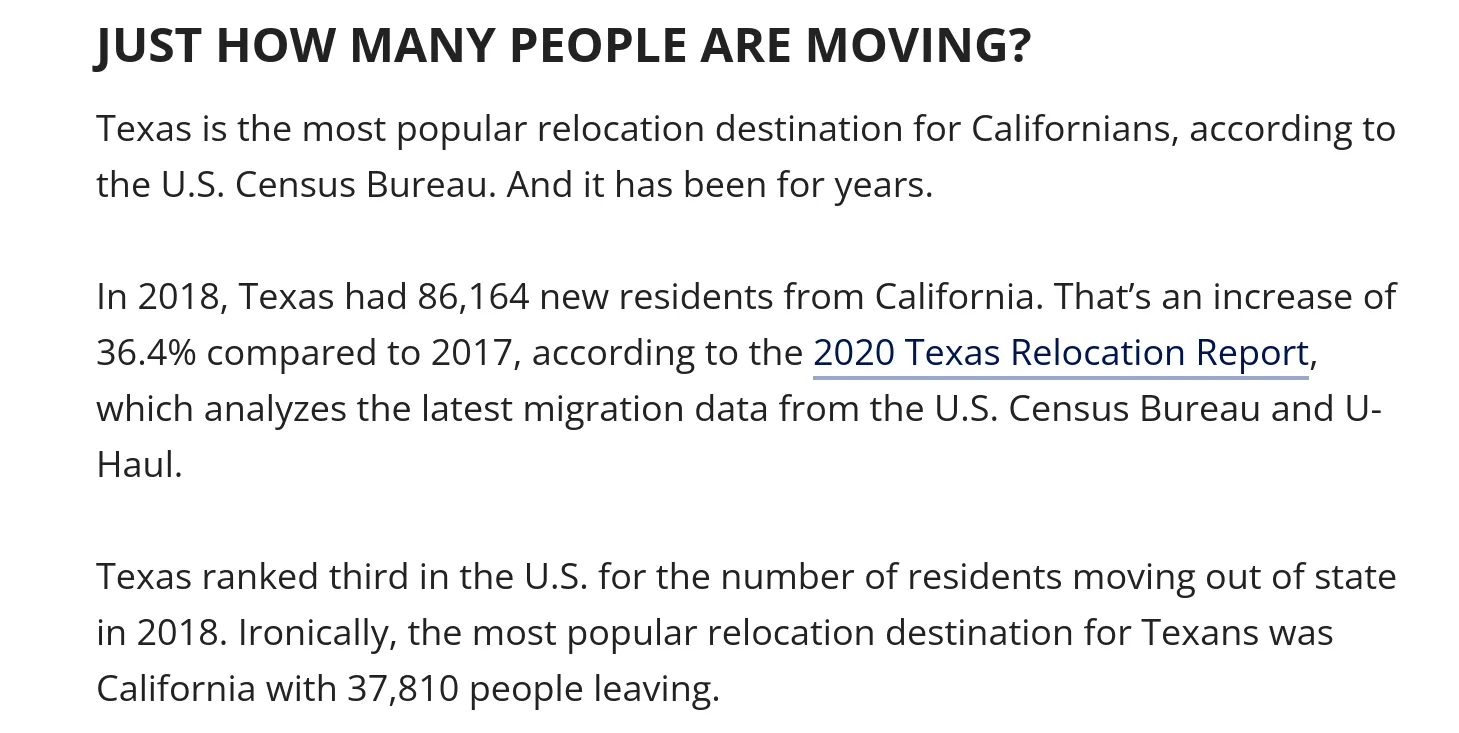 JUST HOW MANY PEOPLE ARE MOVING?
Texas is the most popular relocation destination for Californians, according to
the U.S. Census Bureau. And it has been for years.
In 2018, Texas had 86,164 new residents from California. That’s an increase of
36.4% compared to 2017, according to the 2020 Texas Relocation Report,
which analyzes the latest migration data from the U.S. Census Bureau and U-
Haul.
Texas ranked third in the U.S. for the number of residents moving out of state
in 2018. Ironically, the most popular relocation destination for Texans was
California with 37,810 people leaving.